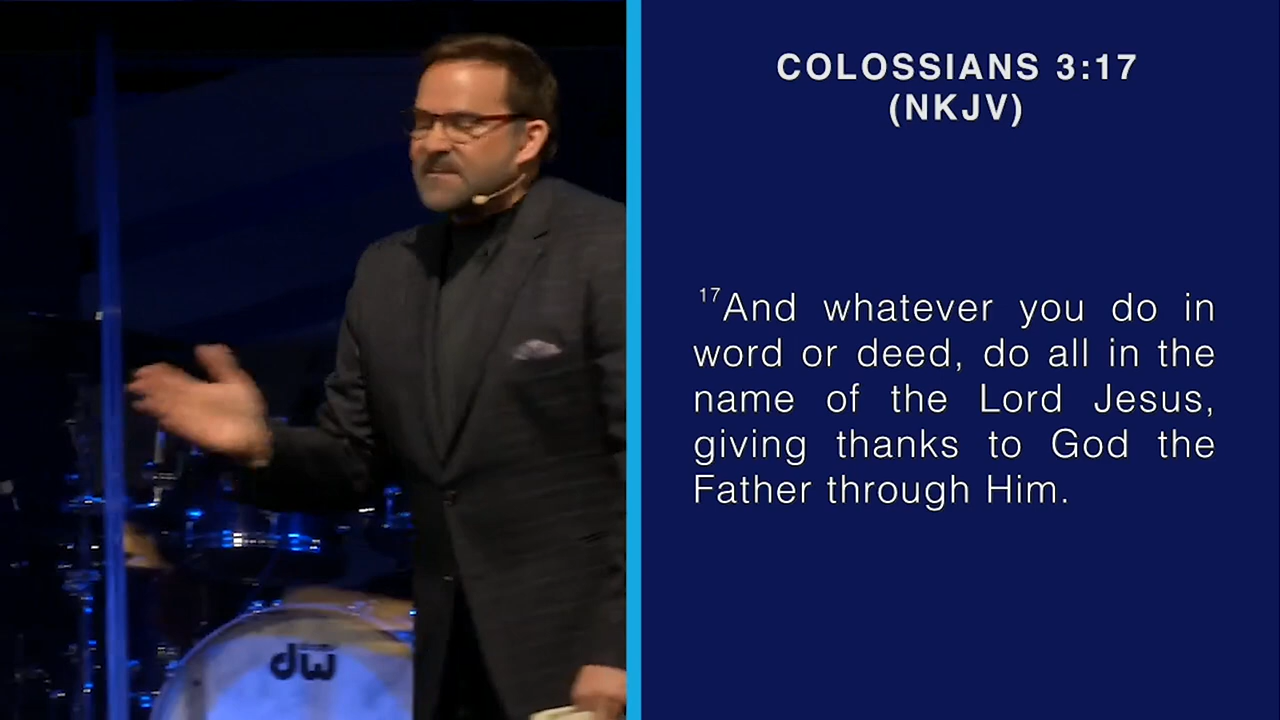 COLOSSIANS 3:17
(NKJV)
17And whatever you do in
word or deed, do all in the
name of the Lord Jesus,
giving thanks to God the
Father through Him.
dw